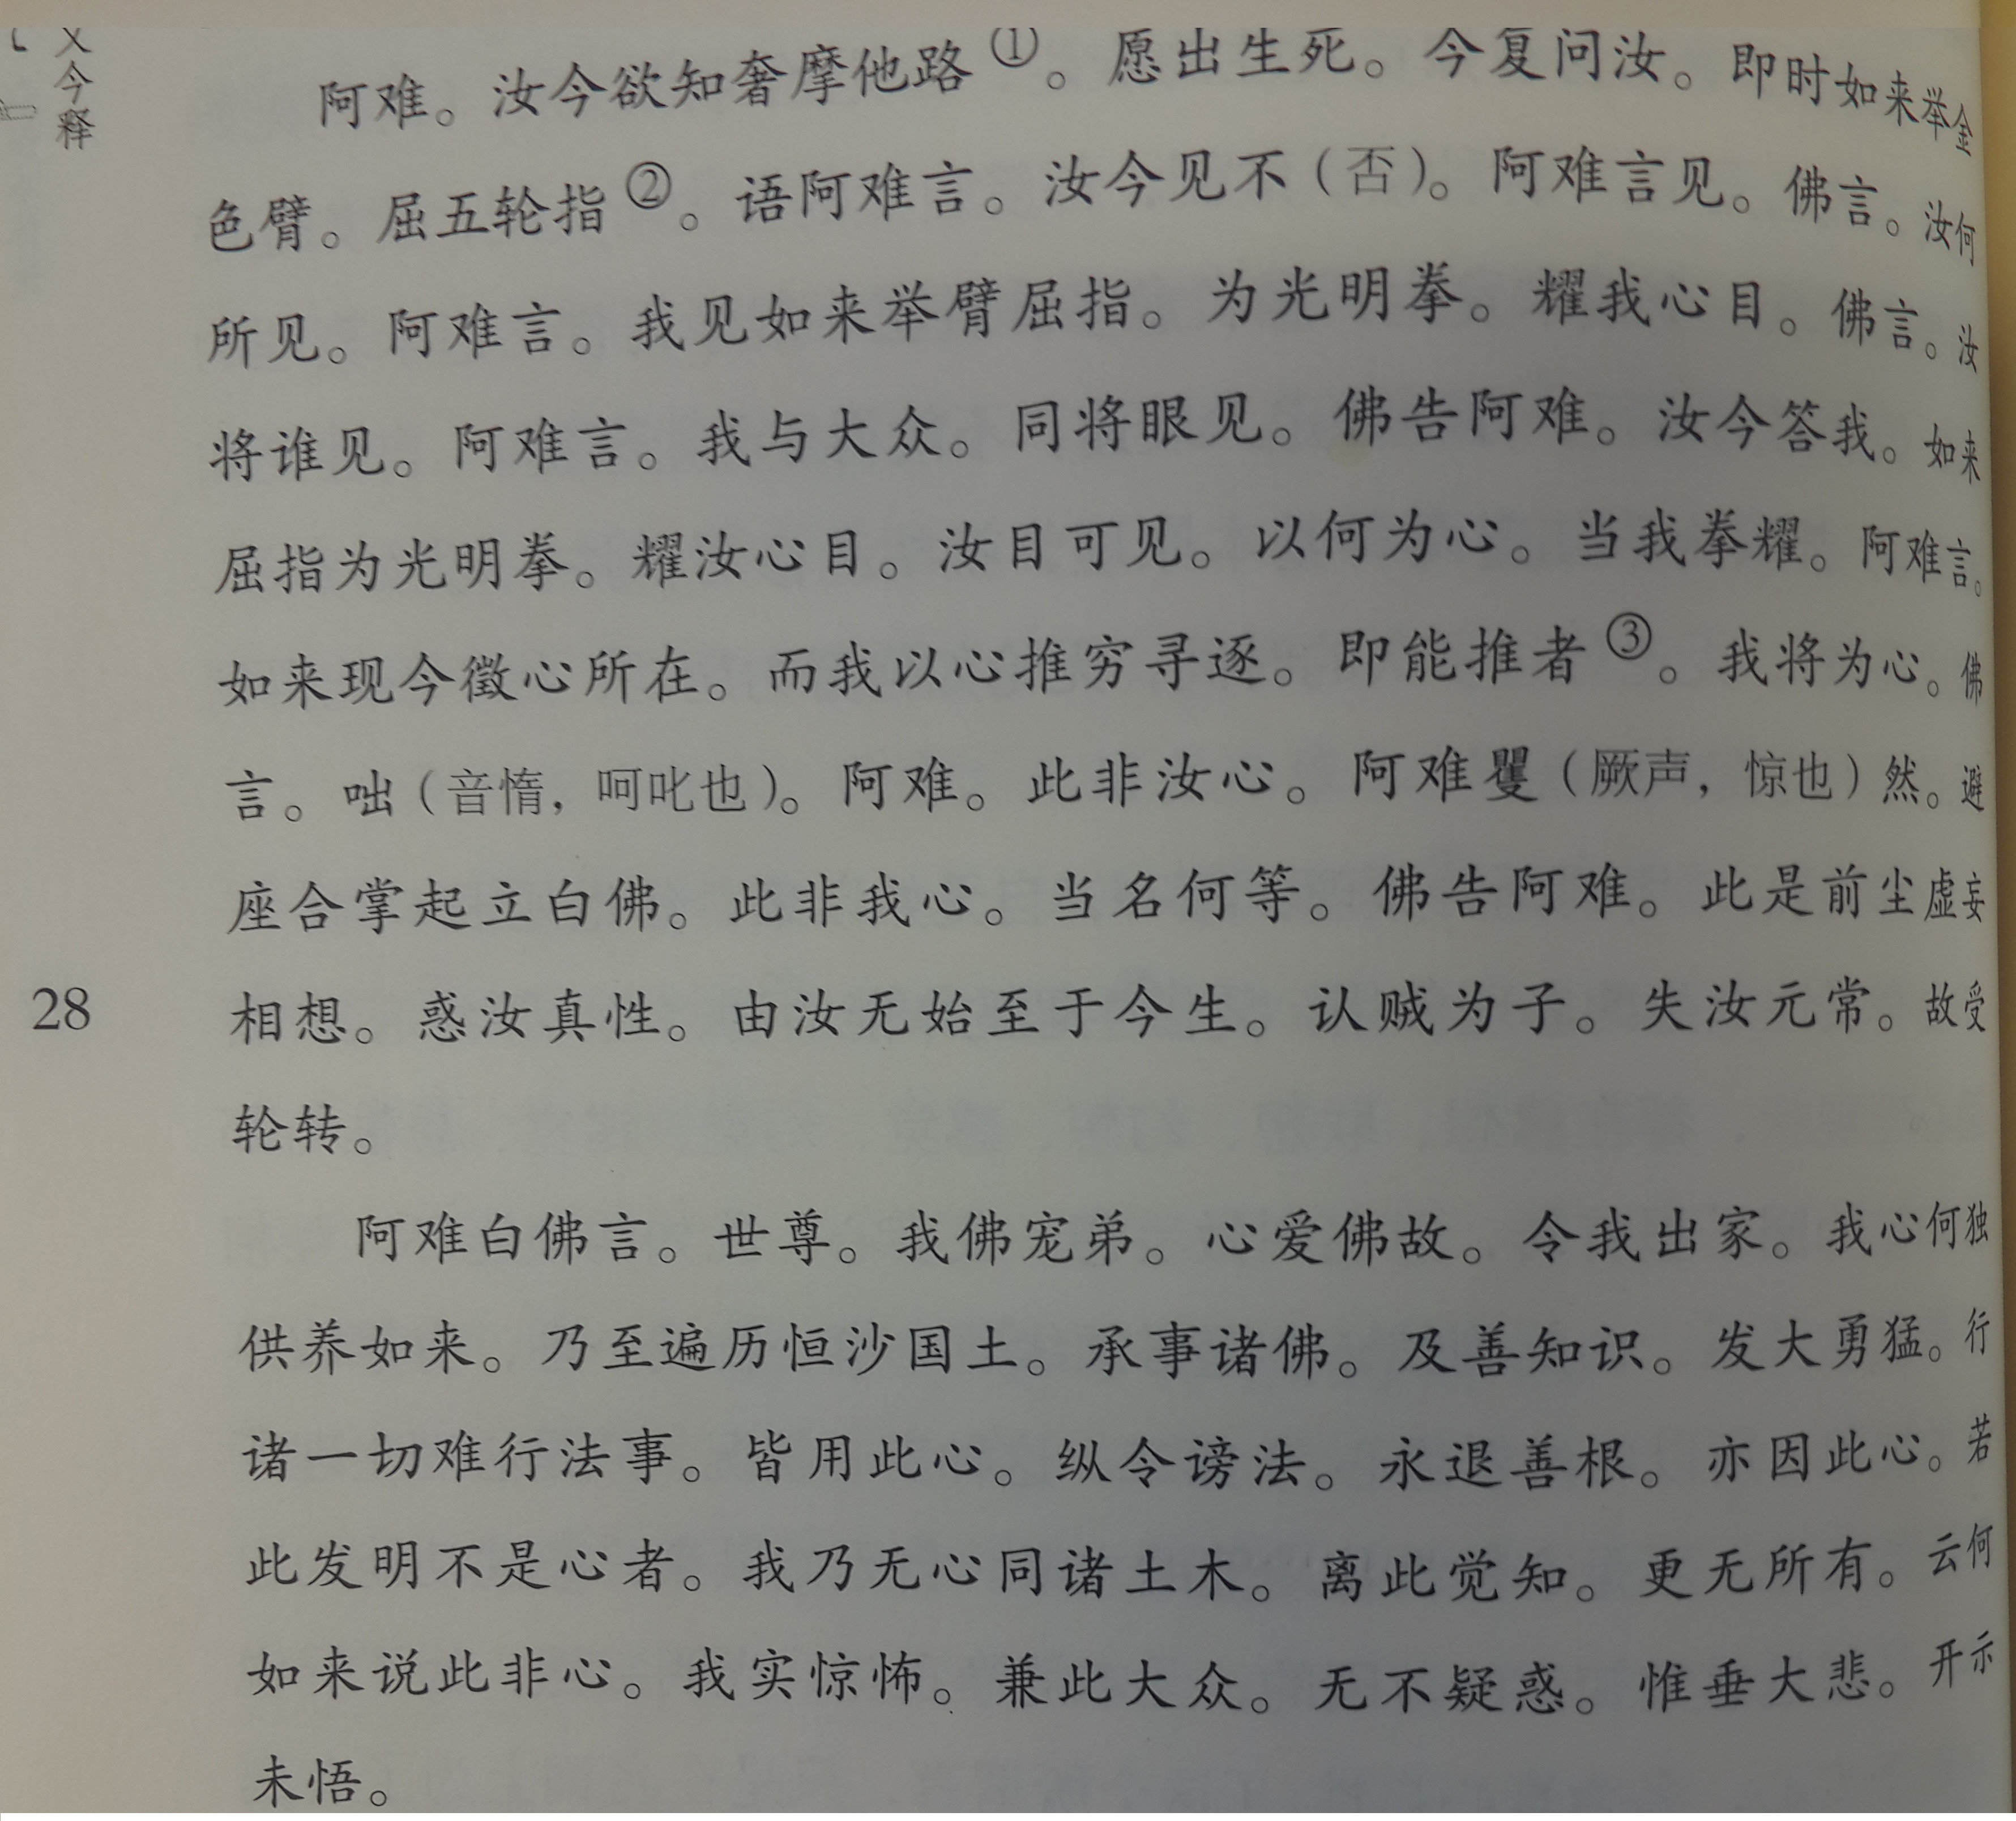 今释
阿难。汝今欲知奢摩他路①。愿出生死。今复问汝。即时如来举金
色臂。屈五轮指②。语阿难言。汝今见不（否）。阿难言见。佛言。汝何
所见。阿难言。我见如来举臂屈指。为光明拳。耀我心目。佛言。汝
将谁见。阿难言。我与大众。同将眼见。佛告阿难。汝今答我。如来
屈指为光明拳。耀汝心目。汝目可见。以何为心。当我拳耀。阿难言。
如来现今徵心所在。而我以心推穷寻逐。即能推者③。我将为心。佛
言。咄（音惰，呵叱也）。阿难。此非汝心。阿难矍（厥声，惊也）然。避
座合掌起立白佛。此非我心。当名何等。佛告阿难。此是前尘虚妄
相想。惑汝真性。由汝无始至于今生。认贼为子。失汝元常。故受
28
轮转。
阿难白佛言。世尊。我佛宠弟。心爱佛故。令我出家。我心何独
供养如来。乃至遍历恒沙国土。承事诸佛。及善知识。发大勇猛。行
诸一切难行法事。皆用此心。纵令谤法。永退善根。亦因此心。若
此发明不是心者。我乃无心同诸土木。离此觉知。更无所有。云何
如来说此非心。我实惊怖。兼此大众。无不疑惑。惟垂大悲。开示
未悟。